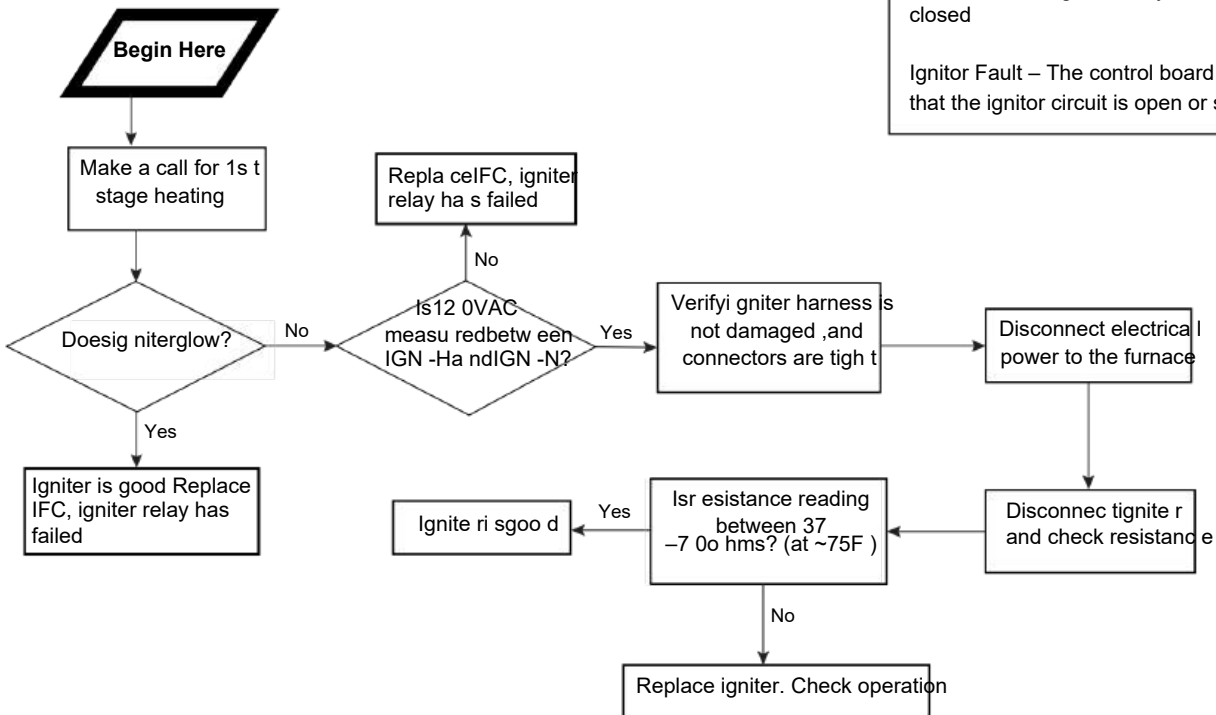 closed
Ignitor Fault – The control board
that the ignitor circuit is open or
Begin Here
Make a call for 1s t
stage heating
Doesig niterglow?
No
Yes
Igniter is good Replace
IFC, igniter relay has
failed
Repla ceIFC, igniter
relay ha s failed
No
Is12 0VAC
measu redbetw een
IGN -Ha ndIGN -N?
Yes
Verifyi gniter harness is
not damaged ,and
connectors are tigh t
Disconnect electrica l
power to the furnace
Disconnec tignite r
and check resistanc e
Isr esistance reading
between 37
–7 0o hms? (at ~75F )
Yes
Ignite ri sgoo d
No
Replace igniter. Check operation